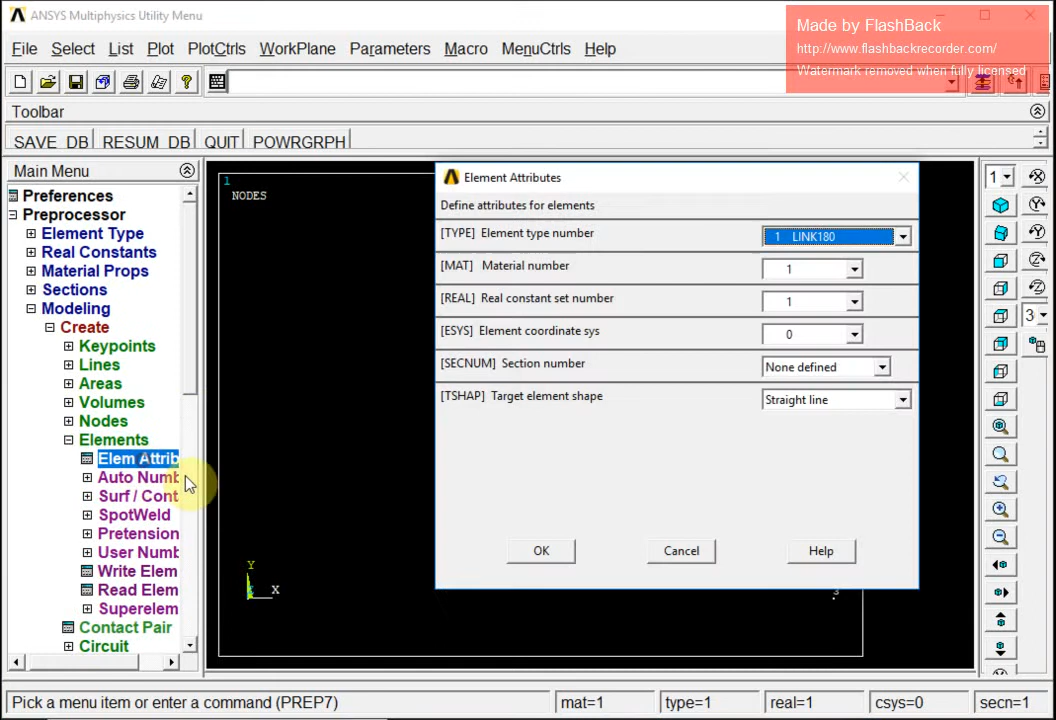 ANSYS Multiphysics Utility Menu
Made by FlashBack
http://www.flashbackrecorder.com/
Watermark removed when fully licensed
File Select List Plot PlotCtrls WorkPlane Parameters Macro MenuCtrls Help
Toolbar
SAVE_DB RESUM_DB QUIT POWRGRPH
Main Menu
Preferences
Preprocessor
Element Type
Real Constants
Material Props
Sections
Modeling
Create
Keypoints
Lines
Areas
Volumes
Nodes
Elements
Elem Attrib
Auto Numb
Surf / Cont
SpotWeld
Pretension
User Numb
Write Elem
Read Elem
Superelem
Contact Pair
Circuit
1
NODES
Y
X
3
Element Attributes
Define attributes for elements
[TYPE] Element type number 1 LINK180
[MAT] Material number 1
[REAL] Real constant set number 1
[ESYS] Element coordinate sys 0
[SECNUM] Section number None defined
[TSHAP] Target element shape Straight line
OK Cancel Help
1
X
Y
Y
Z
Z
3
Pick a menu item or enter a command (PREP7) mat=1 type=1 real=1 csys=0 secn=1